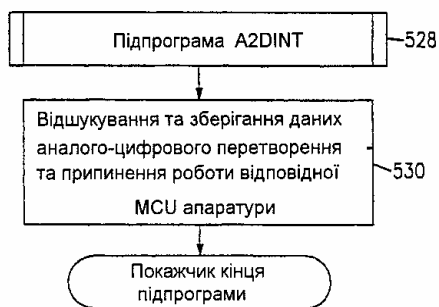 Підпрограма A2DINT
528
Відшукування та зберігання даних
аналого-цифрового перетворення
та припинення роботи відповідної
MCU апаратури
530
Покажчик кінця
підпрограми